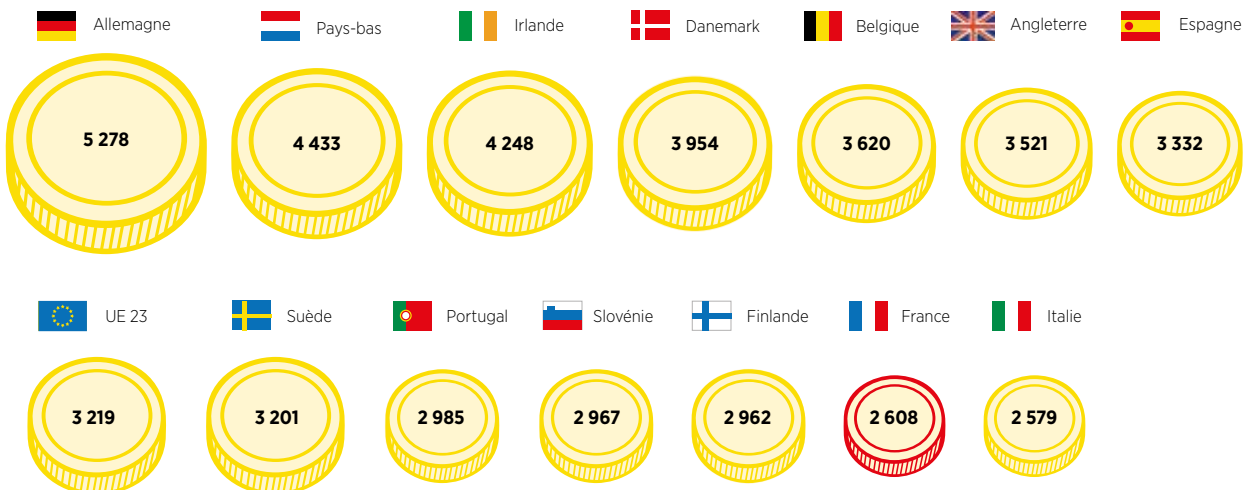 Allemagne Pays-bas Irlande Danemark Belgique Angleterre Espagne
5 278 4 433 4 248 3 954 3 620 3 521 3 332
UE 23 Suède Portugal Slovénie Finlande France Italie
3 219 3 201 2 985 2 967 2 962 2 608 2 579